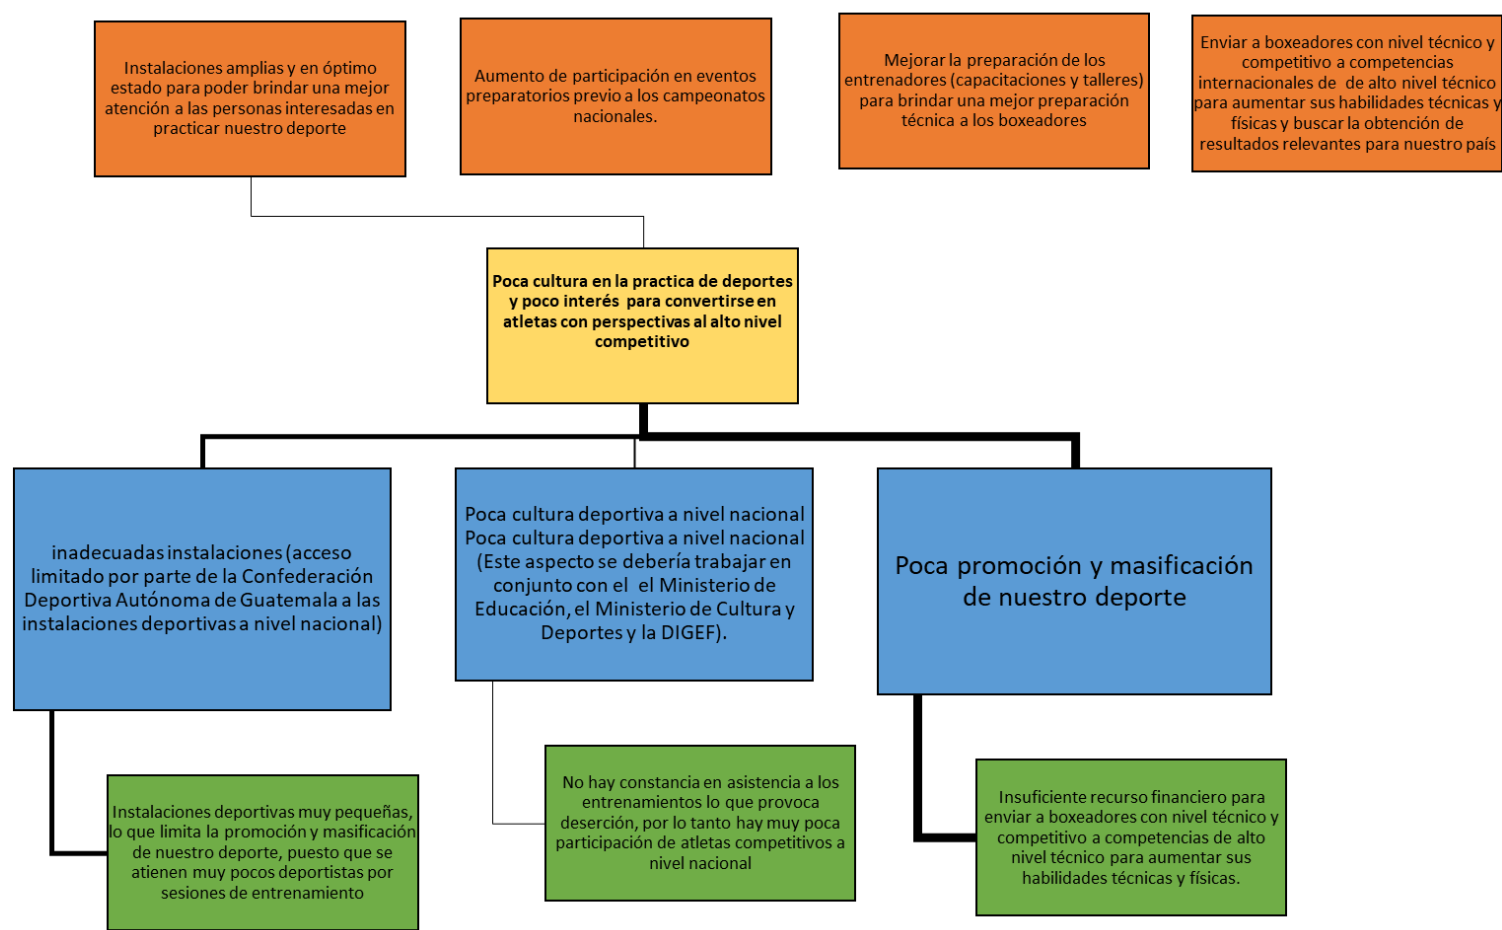 Instalaciones amplias y en óptimo
estado para poder brindar una mejor
atención a las personas interesadas en
practicar nuestro deporte
Aumento de participación en eventos
preparatorios previo a los campeonatos
nacionales.
Mejorar la preparación de los
entrenadores (capacitaciones y talleres)
para brindar una mejor preparación
técnica a los boxeadores
Enviar a boxeadores con nivel técnico y
competitivo a competencias
internacionales de  de alto nivel técnico
para aumentar sus habilidades técnicas y
físicas y buscar la obtención de
resultados relevantes para nuestro país
Poca cultura en la practica de deportes
y poco interés  para convertirse en
atletas con perspectivas al alto nivel
competitivo
inadecuadas instalaciones (acceso
limitado por parte de la Confederación
Deportiva Autónoma de Guatemala a las
instalaciones deportivas a nivel nacional)
Poca cultura deportiva a nivel nacional
Poca cultura deportiva a nivel nacional
(Este aspecto se debería trabajar en
conjunto con el  el Ministerio de
Educación, el Ministerio de Cultura y
Deportes y la DIGEF).
Poca promoción y masificación
de nuestro deporte
Instalaciones deportivas muy pequeñas,
lo que limita la promoción y masificación
de nuestro deporte, puesto que se
atienen muy pocos deportistas por
sesiones de entrenamiento
No hay constancia en asistencia a los
entrenamientos lo que provoca
deserción, por lo tanto hay muy poca
participación de atletas competitivos a
nivel nacional
Insuficiente recurso financiero para
enviar a boxeadores con nivel técnico y
competitivo a competencias de alto
nivel técnico para aumentar sus
habilidades técnicas y físicas.